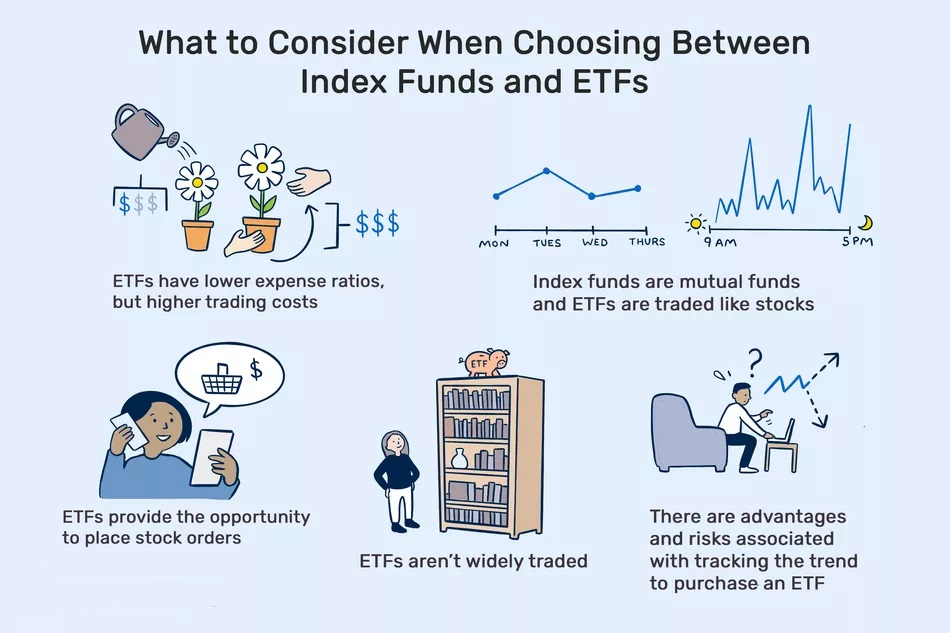 What to Consider When Choosing Between
Index Funds and ETFs
$$$
$$$
ETFs have lower expense ratios,
but higher trading costs
MON TUES WED THURS
9 AM 5 PM
Index funds are mutual funds
and ETFs are traded like stocks
$
ETFs provide the opportunity
to place stock orders
ETF
ETFs aren't widely traded
?
There are advantages
and risks associated
with tracking the trend
to purchase an ETF